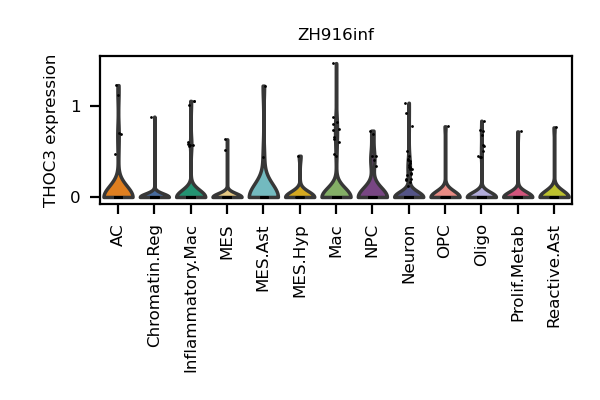 ZH916inf
THOC3 expression
1
0
AC
Chromatin.Reg
Inflammatory.Mac
MES
MES.Ast
MES.Hyp
Mac
NPC
Neuron
OPC
Oligo
Prolif.Metab
Reactive.Ast